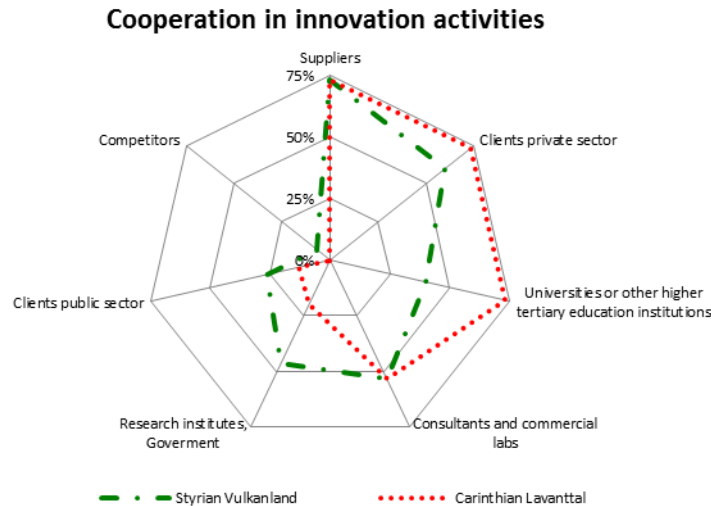 Cooperation in innovation activities
Suppliers
75%
Competitors
Clients private sector
50%
25%
0%
Clients public sector
Universities or other higher
tertiary education institutions
Research institutes,
Goverment
Consultants and commercial
labs
Styrian Vulkanland
Carinthian Lavanttal